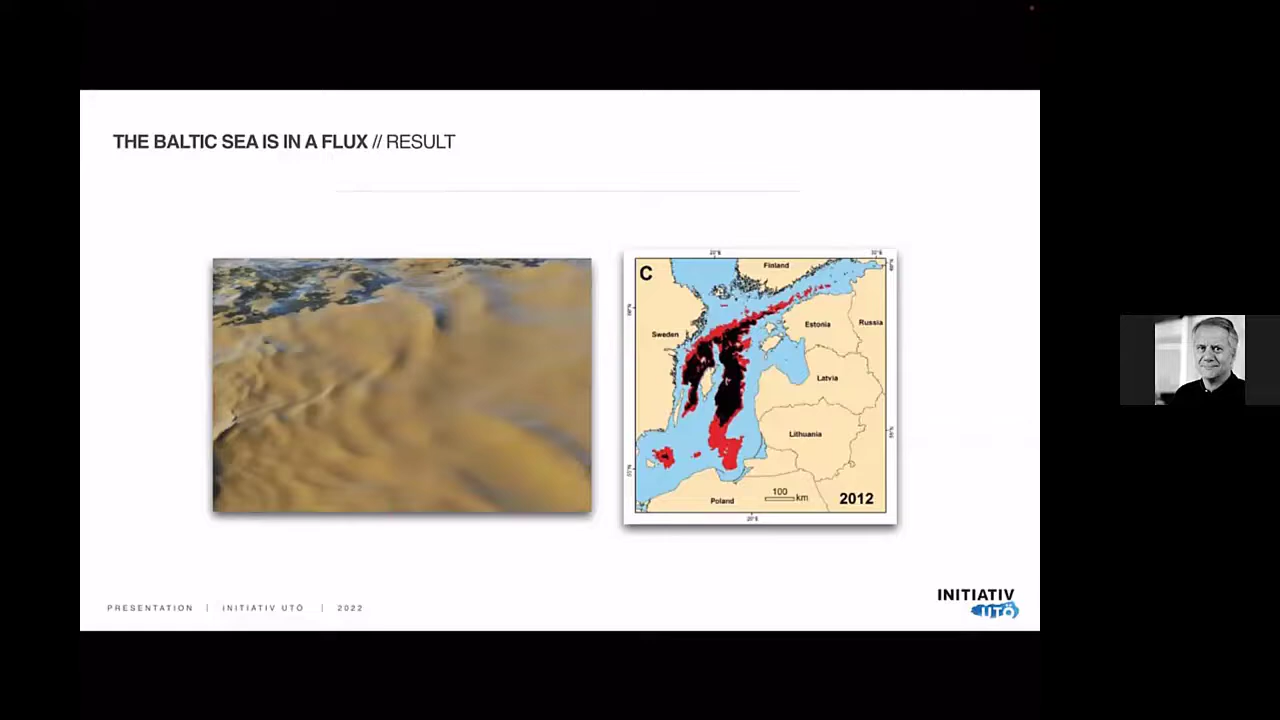 THE BALTIC SEA IS IN A FLUX // RESULT
C
Finland
Sweden
Estonia
Russia
Latvia
Lithuania
100
km
Poland
2012
20°E
PRESENTATION | INITIATIV UTÖ | 2022
INITIATIV
UTÖ